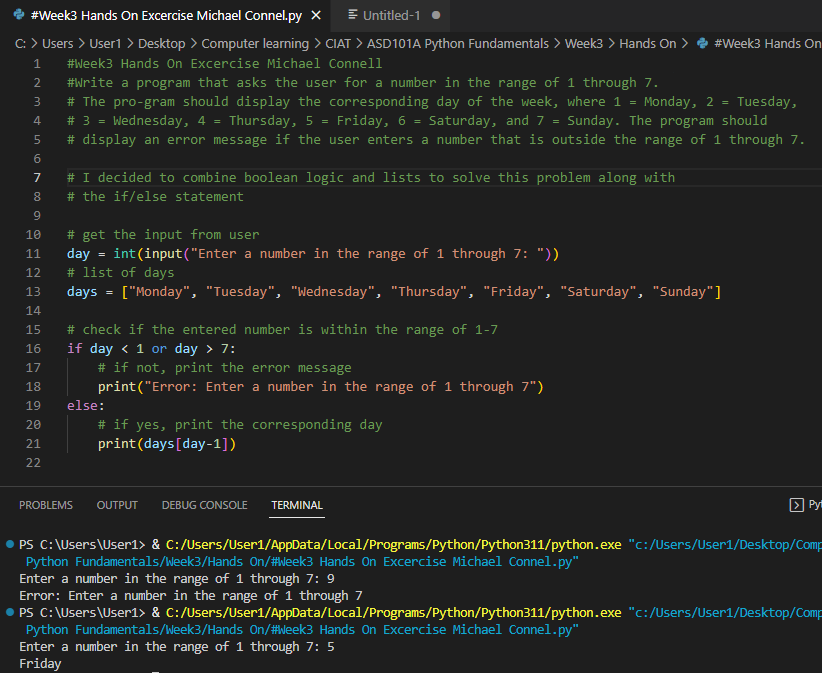 #Week3 Hands On Excercise Michael Connel.py
Untitled-1
C: > Users > User1 > Desktop > Computer learning > CIAT > ASD101A Python Fundamentals > Week3 > Hands On > #Week3 Hands On
1 #Week3 Hands On Excercise Michael Connell
2 #Write a program that asks the user for a number in the range of 1 through 7.
3 # The pro-gram should display the corresponding day of the week, where 1 = Monday, 2 = Tuesday,
4 # 3 = Wednesday, 4 = Thursday, 5 = Friday, 6 = Saturday, and 7 = Sunday. The program should
5 # display an error message if the user enters a number that is outside the range of 1 through 7.
6
7 # I decided to combine boolean logic and lists to solve this problem along with
8 # the if/else statement
9
10 # get the input from user
11 day = int(input("Enter a number in the range of 1 through 7: "))
12 # list of days
13 days = ["Monday", "Tuesday", "Wednesday", "Thursday", "Friday", "Saturday", "Sunday"]
14
15 # check if the entered number is within the range of 1-7
16 if day < 1 or day > 7:
17     # if not, print the error message
18     print("Error: Enter a number in the range of 1 through 7")
19 else:
20     # if yes, print the corresponding day
21     print(days[day-1])
22
PROBLEMS OUTPUT DEBUG CONSOLE TERMINAL Pyt
PS C:\Users\User1> & C:/Users/User1/AppData/Local/Programs/Python/Python311/python.exe "c:/Users/User1/Desktop/Comp
Python Fundamentals/Week3/Hands On/#Week3 Hands On Excercise Michael Connel.py"
Enter a number in the range of 1 through 7: 9
Error: Enter a number in the range of 1 through 7
PS C:\Users\User1> & C:/Users/User1/AppData/Local/Programs/Python/Python311/python.exe "c:/Users/User1/Desktop/Comp
Python Fundamentals/Week3/Hands On/#Week3 Hands On Excercise Michael Connel.py"
Enter a number in the range of 1 through 7: 5
Friday